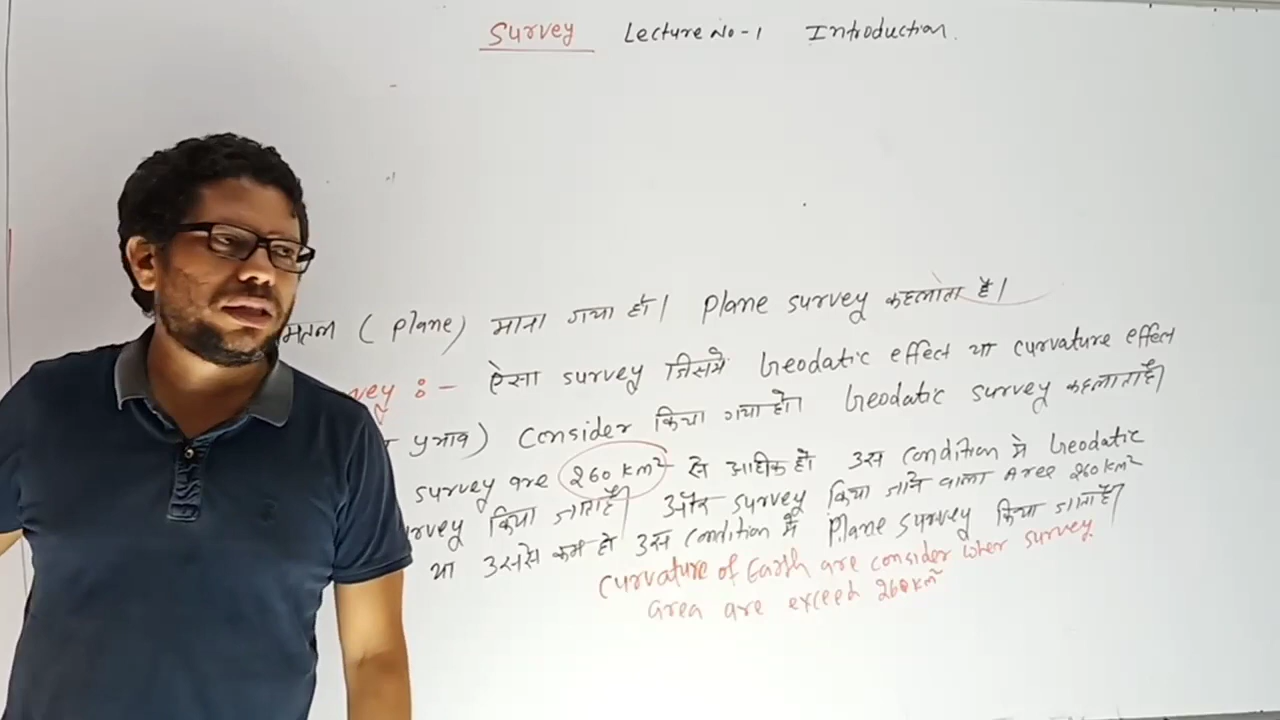 Survey Lecture No-1 Introduction.
मतल (Plane) माना गया हो। Plane survey कहलाता है।
vey :- ऐसा survey जिसमें Geodatic effect या curvature effect
प्रभाव) Consider किया गया हो। Geodatic survey कहलाता है।
survey are 260 km² से अधीक हो उस condition मे Geodatic
rvey किया जाता है। और survey किया जाने वाला Area 260 km²
या उससे कम हो उस condition में Plane survey किया जाता है।
Curvature of Earth are consider when survey
area are exceed 260 km²